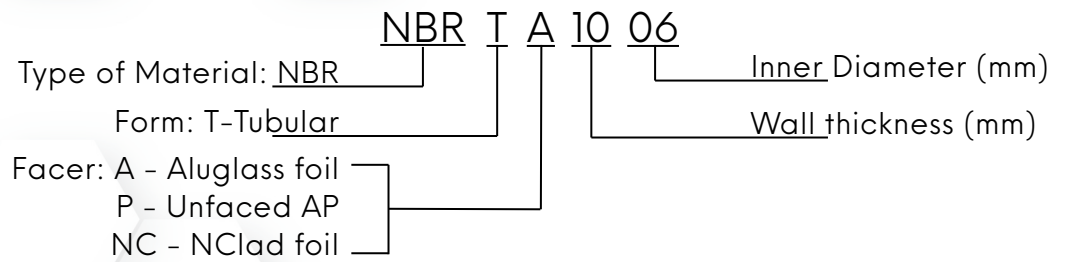 NBR T A 10 06
Type of Material: NBR
Inner Diameter (mm)
Form: T-Tubular
Wall thickness (mm)
Facer: A - Aluglass foil
P - Unfaced AP
NC - NClad foil